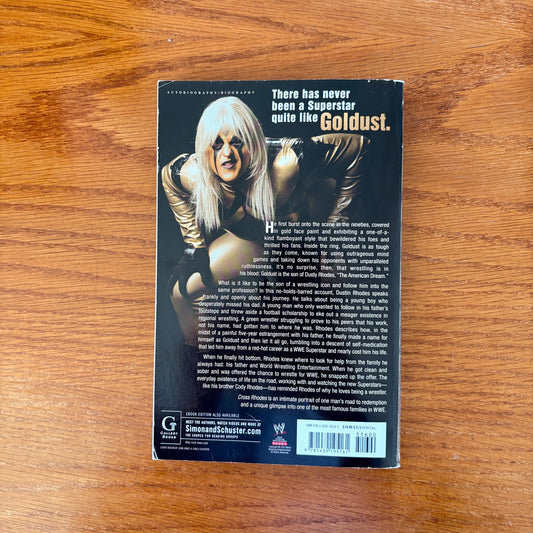 AUTOBIOGRAPHY/BIOGRAPHY
There has never
been a Superstar
quite like Goldust.
He first burst onto the scene in the nineties, covered
in gold face paint and exhibiting a one-of-a-
kind flamboyant style that bewildered his foes and
thrilled his fans. Inside the ring, Goldust is as tough
as they come, known for using outrageous mind
games and taking down his opponents with unparalleled
ruthlessness. It's no surprise, then, that wrestling is in
his blood: Goldust is the son of Dusty Rhodes, "The American Dream."
What is it like to be the son of a wrestling icon and follow him into the
same profession? In this no-holds-barred account, Dustin Rhodes speaks
frankly and openly about his journey. He talks about being a young boy who
desperately missed his dad. A young man who only wanted to follow in his father's
footsteps and threw aside a football scholarship to eke out a meager existence in
regional wrestling. A green wrestler struggling to prove to his peers that his work,
not his name, had gotten him to where he was. Rhodes describes how, in the
midst of a painful five-year estrangement with his father, he finally made a name for
himself as Goldust and then let it all go, tumbling into a descent of self-medication
that led him away from a red-hot career as a WWE Superstar and nearly cost him his life.
When he finally hit bottom, Rhodes knew where to look for help from the family he
always had: his father and World Wrestling Entertainment. When he got clean and
sober and was offered the chance to wrestle for WWE, he snapped up the offer. The
everyday existence of life on the road, working with and watching the new Superstars—
like his brother Cody Rhodes—has reminded Rhodes of why he loves being a wrestler.
Cross Rhodes is an intimate portrait of one man's road to redemption
and a unique glimpse into one of the most famous families in WWE.
G
GALLERY
BOOKS
EBOOK EDITION ALSO AVAILABLE
MEET THE AUTHORS, WATCH VIDEOS AND MORE AT
SimonandSchuster.com
THE SOURCE FOR READING GROUPS
51600